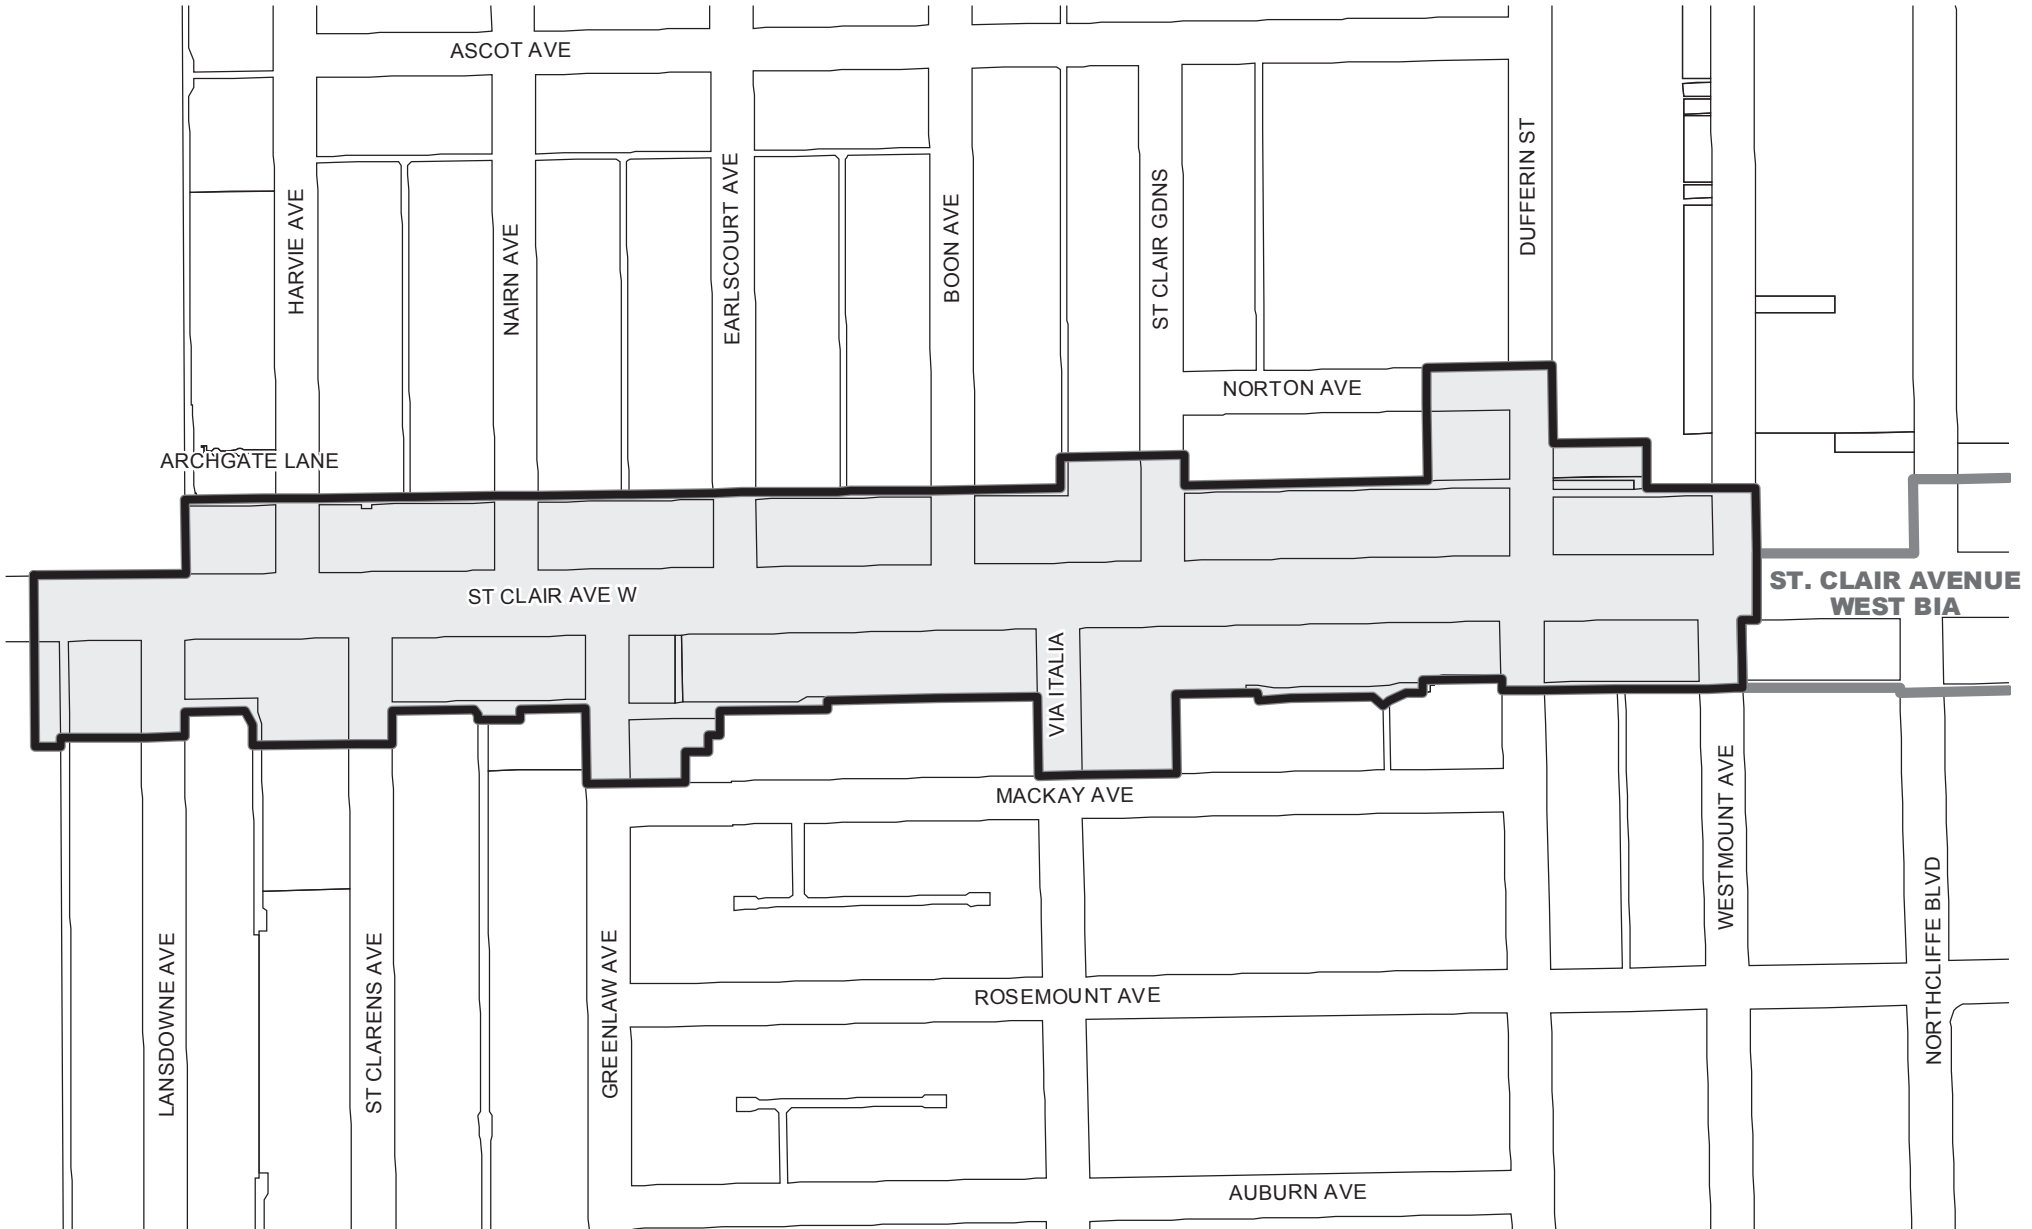 ASCOT AVE
HARVIE AVE
NAIRN AVE
EARLSCOURT AVE
BOON AVE
ST CLAIR GDNS
DUFFERIN ST
NORTON AVE
ARCHGATE LANE
ST CLAIR AVE W
ST. CLAIR AVENUE
WEST BIA
VIA ITALIA
MACKAY AVE
LANSDOWNE AVE
ST CLARENS AVE
GREENLAW AVE
ROSEMOUNT AVE
WESTMOUNT AVE
NORTHCLIFFE BLVD
AUBURN AVE